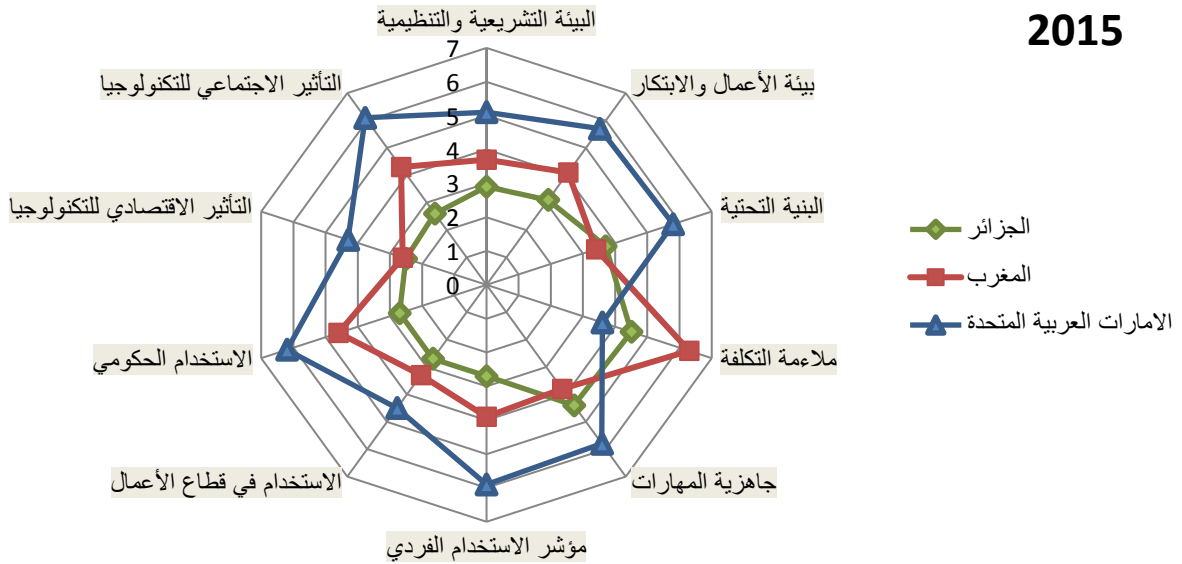 2015
البيئة التشريعية والتنظيمية
بيئة الأعمال والابتكار
البنية التحتية
ملاءمة التكلفة
جاهزية المهارات
مؤشر الاستخدام الفردي
الاستخدام في قطاع الأعمال
الاستخدام الحكومي
التأثير الاقتصادي للتكنولوجيا
التأثير الاجتماعي للتكنولوجيا
7
6
5
4
3
2
1
0
الجزائر
المغرب
الامارات العربية المتحدة